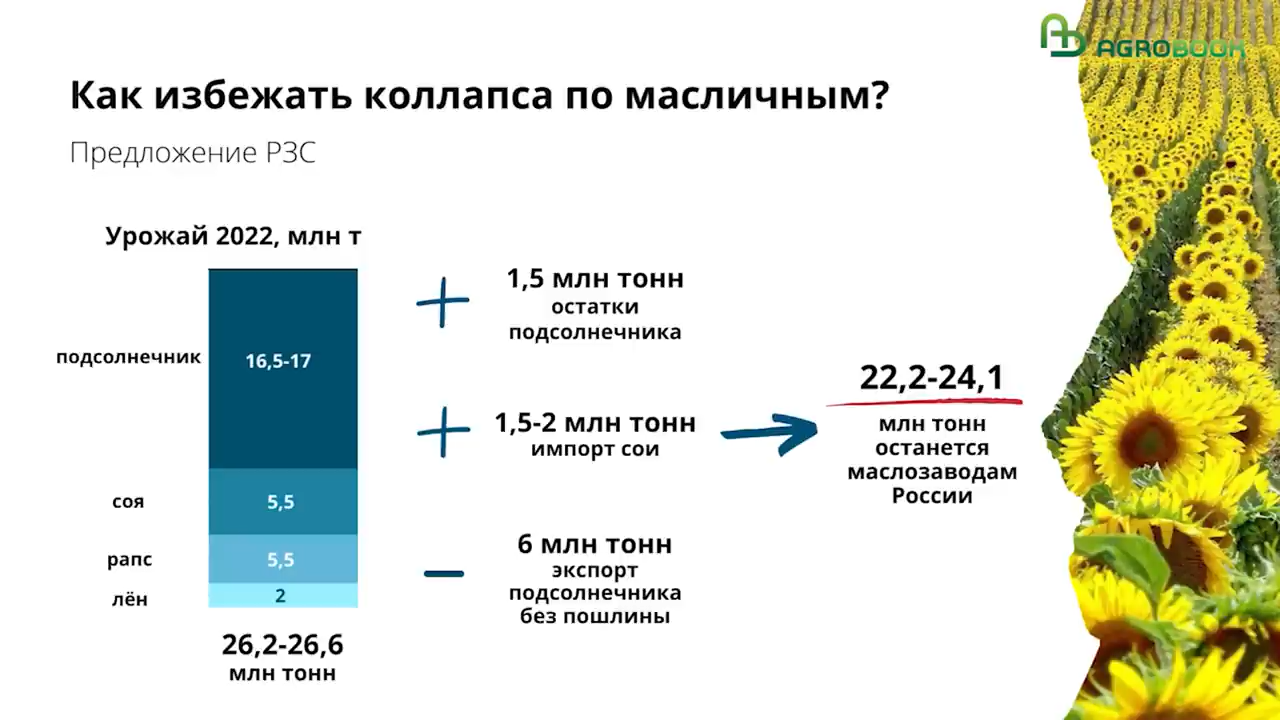 AGROBOOK
Как избежать коллапса по масличным?
Предложение РЗС
Урожай 2022, млн т
подсолнечник
16,5-17
соя
5,5
рапс
5,5
лён
2
26,2-26,6
млн тонн
1,5 млн тонн
остатки
подсолнечника
1,5-2 млн тонн
импорт сои
6 млн тонн
экспорт
подсолнечника
без пошлины
22,2-24,1
млн тонн
останется
маслозаводам
России